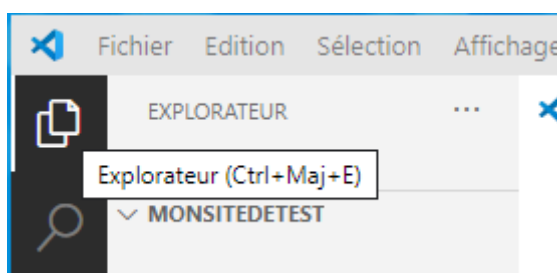 Fichier Edition Sélection Affichage
EXPLORATEUR ...
Explorateur (Ctrl+Maj+E)
MONSITEDETEST